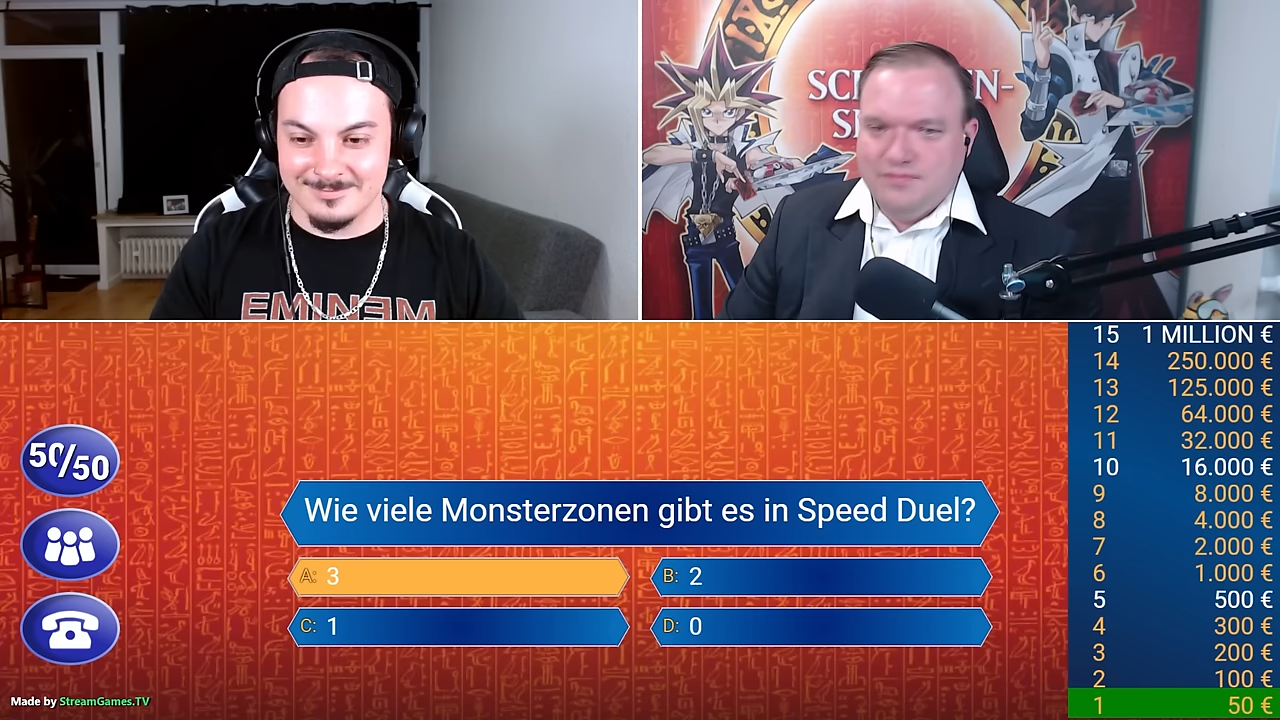 EMINEM
50/50
Wie viele Monsterzonen gibt es in Speed Duel?
A: 3
B: 2
C: 1
D: 0
15 1 MILLION €
14 250.000 €
13 125.000 €
12 64.000 €
11 32.000 €
10 16.000 €
9 8.000 €
8 4.000 €
7 2.000 €
6 1.000 €
5 500 €
4 300 €
3 200 €
2 100 €
1 50 €
Made by StreamGames.TV